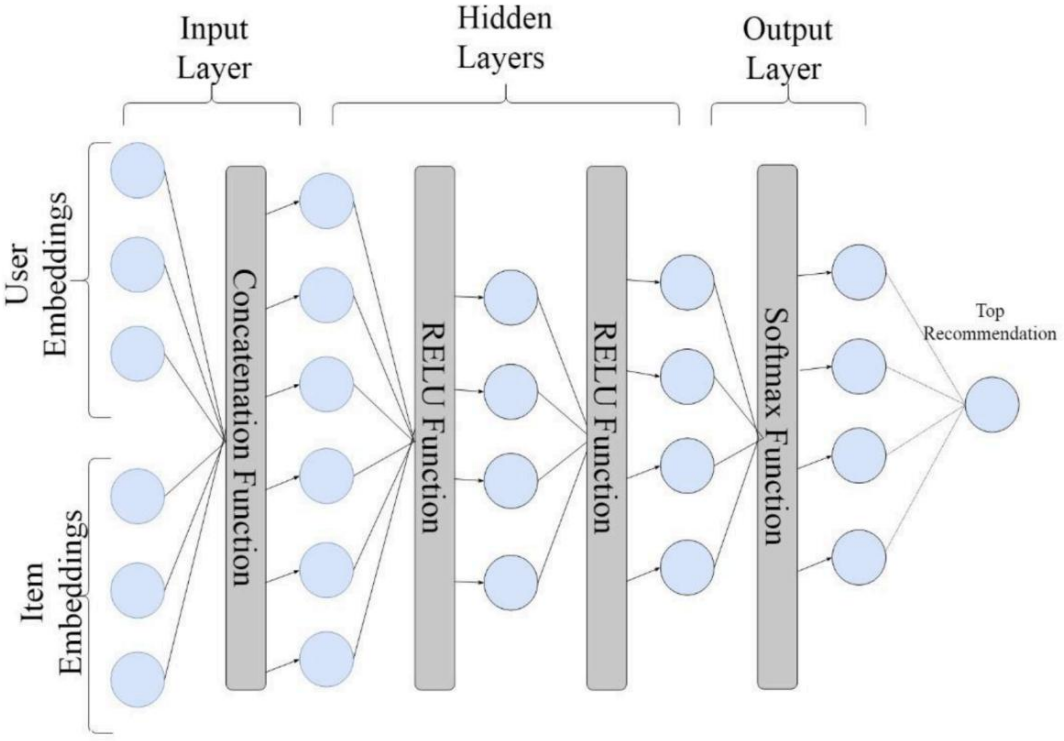 Input
Layer
Hidden
Layers
Output
Layer
User
Embeddings
Item
Embeddings
Concatenation Function
RELU Function
RELU Function
Softmax Function
Top
Recommendation